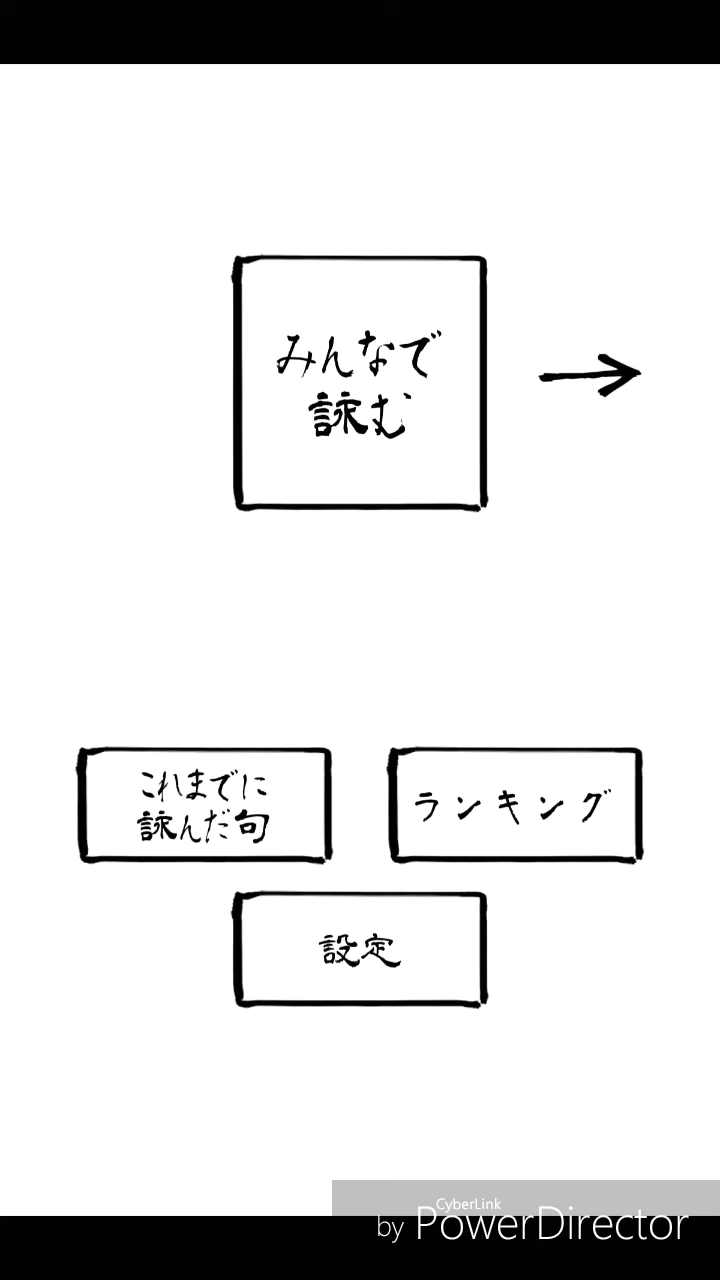 みんなで
詠む
これまでに
詠んだ句
ランキング
設定
CyberLink
by PowerDirector